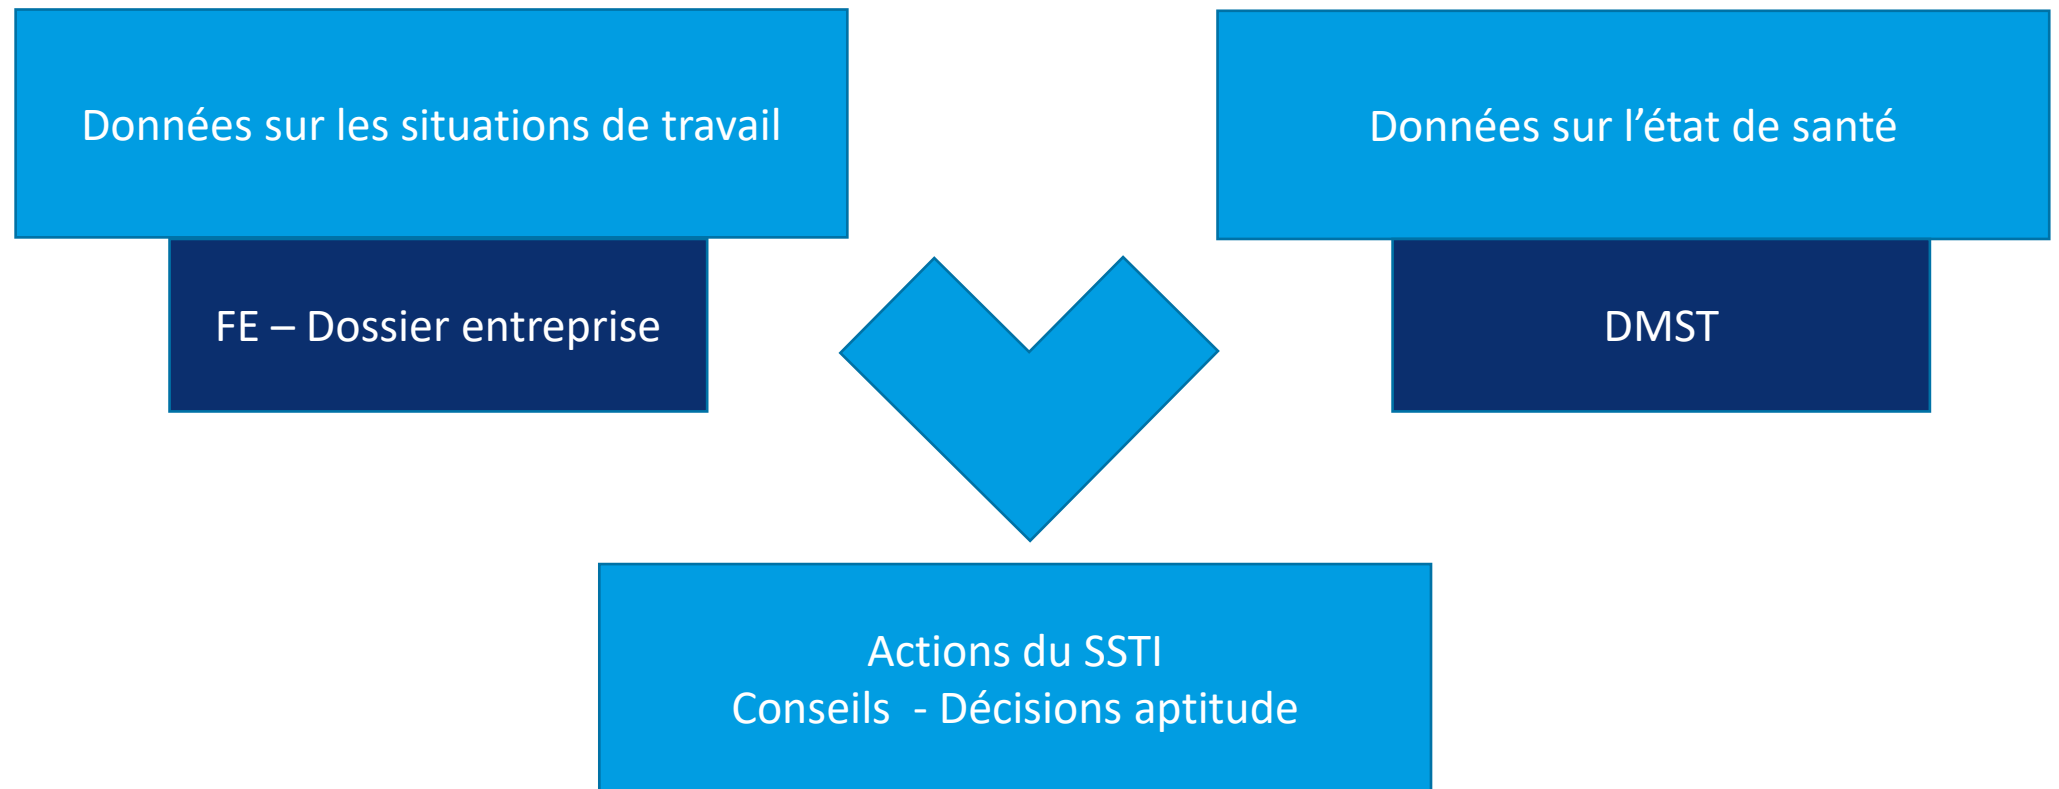 Données sur les situations de travail
Données sur l’état de santé
FE – Dossier entreprise
DMST
Actions du SSTI
Conseils  - Décisions aptitude